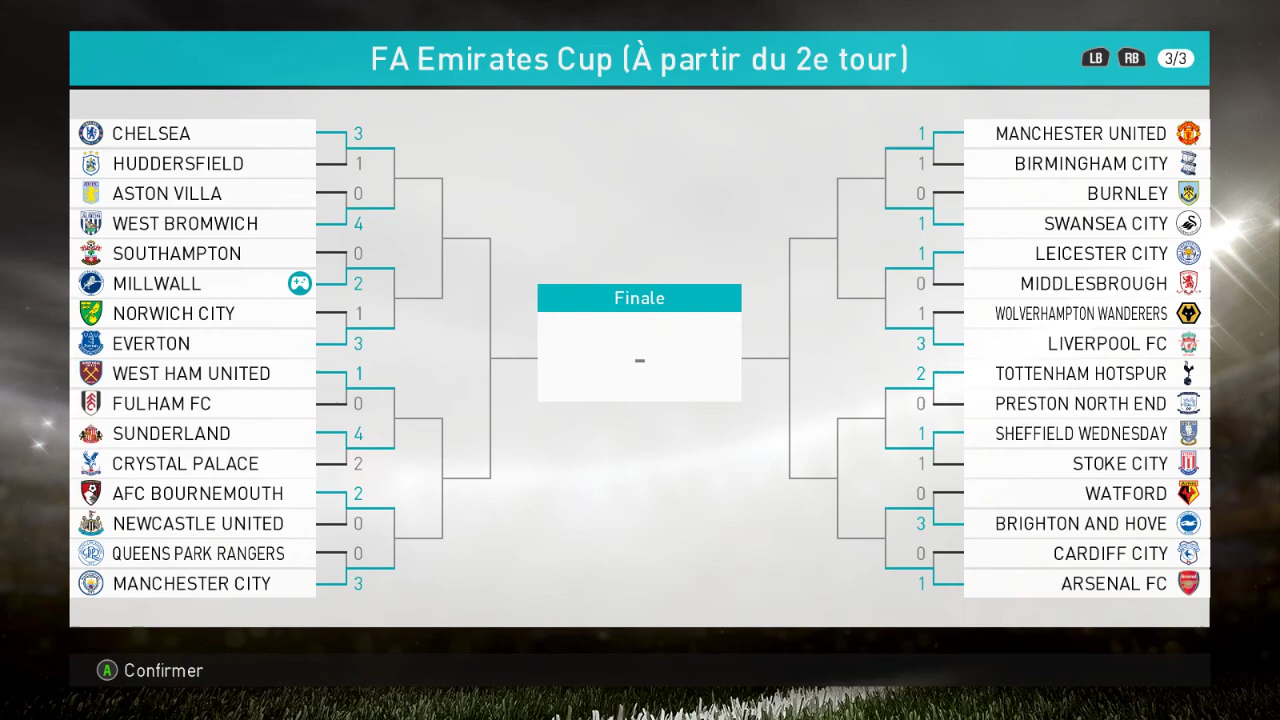 FA Emirates Cup (À partir du 2e tour)
LB RB 3/3
CHELSEA 3
HUDDERSFIELD 1
ASTON VILLA 0
WEST BROMWICH 4
SOUTHAMPTON 0
MILLWALL 2
NORWICH CITY 1
EVERTON 3
WEST HAM UNITED 1
FULHAM FC 0
SUNDERLAND 4
CRYSTAL PALACE 2
AFC BOURNEMOUTH 2
NEWCASTLE UNITED 0
QUEENS PARK RANGERS 0
MANCHESTER CITY 3
Finale
-
1 MANCHESTER UNITED
1 BIRMINGHAM CITY
0 BURNLEY
1 SWANSEA CITY
1 LEICESTER CITY
0 MIDDLESBROUGH
1 WOLVERHAMPTON WANDERERS
3 LIVERPOOL FC
2 TOTTENHAM HOTSPUR
0 PRESTON NORTH END
1 SHEFFIELD WEDNESDAY
1 STOKE CITY
0 WATFORD
3 BRIGHTON AND HOVE
0 CARDIFF CITY
1 ARSENAL FC
A Confirmer